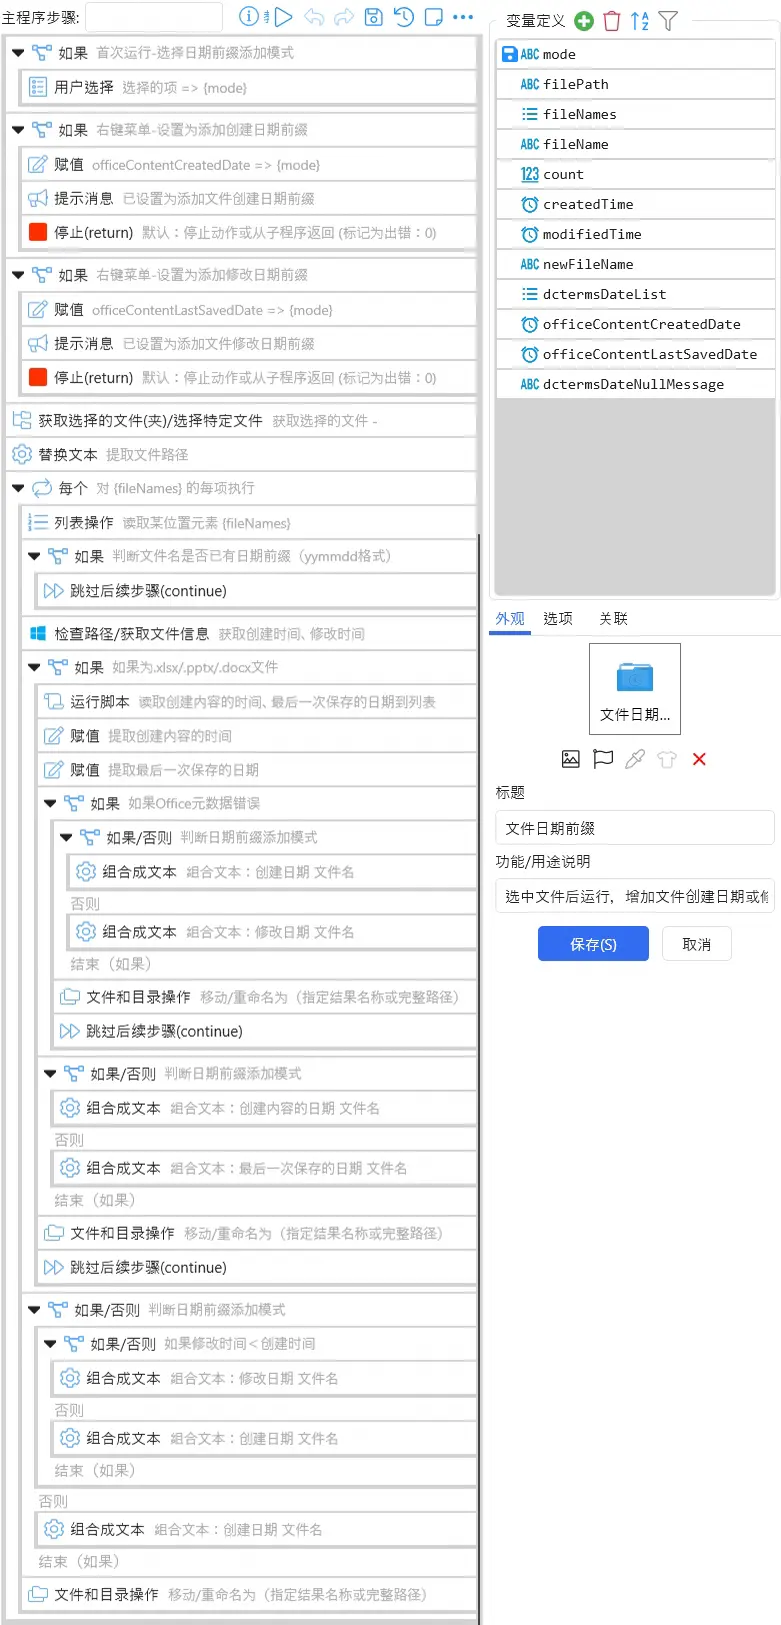 主程序步骤:
如果 首次运行-选择日期前缀添加模式
用户选择 选择的项 => {mode}
如果 右键菜单-设置为添加创建日期前缀
赋值 officeContentCreatedDate => {mode}
提示消息 已设置为添加文件创建日期前缀
停止(return) 默认：停止动作或从子程序返回 (标记为出错：0)
如果 右键菜单-设置为添加修改日期前缀
赋值 officeContentLastSavedDate => {mode}
提示消息 已设置为添加文件修改日期前缀
停止(return) 默认：停止动作或从子程序返回 (标记为出错：0)
获取选择的文件(夹)/选择特定文件 获取选择的文件 -
替换文本 提取文件路径
每个 对 {fileNames} 的每项执行
列表操作 读取某位置元素 {fileNames}
如果 判断文件名是否已有日期前缀（yymmdd格式）
跳过后续步骤(continue)
检查路径/获取文件信息 获取创建时间、修改时间
如果 如果为.xlsx/.pptx/.docx文件
运行脚本 读取创建内容的时间、最后一次保存的日期到列表
赋值 提取创建内容的时间
赋值 提取最后一次保存的日期
如果 如果Office元数据错误
如果/否则 判断日期前缀添加模式
组合成文本 组合文本：创建日期 文件名
否则
组合成文本 组合文本：修改日期 文件名
结束（如果）
文件和目录操作 移动/重命名为（指定结果名称或完整路径）
跳过后续步骤(continue)
如果/否则 判断日期前缀添加模式
组合成文本 组合文本：创建内容的日期 文件名
否则
组合成文本 组合文本：最后一次保存的日期 文件名
结束（如果）
文件和目录操作 移动/重命名为（指定结果名称或完整路径）
跳过后续步骤(continue)
如果/否则 判断日期前缀添加模式
如果/否则 如果修改时间＜创建时间
组合成文本 组合文本：修改日期 文件名
否则
组合成文本 组合文本：创建日期 文件名
结束（如果）
否则
组合成文本 组合文本：创建日期 文件名
结束（如果）
文件和目录操作 移动/重命名为（指定结果名称或完整路径）
变量定义
ABC mode
ABC filePath
fileNames
ABC fileName
123 count
createdTime
modifiedTime
ABC newFileName
dctermsDateList
officeContentCreatedDate
officeContentLastSavedDate
ABC dctermsDateNullMessage
外观 选项 关联
文件日期...
标题
文件日期前缀
功能/用途说明
选中文件后运行，增加文件创建日期或修
保存(S) 取消